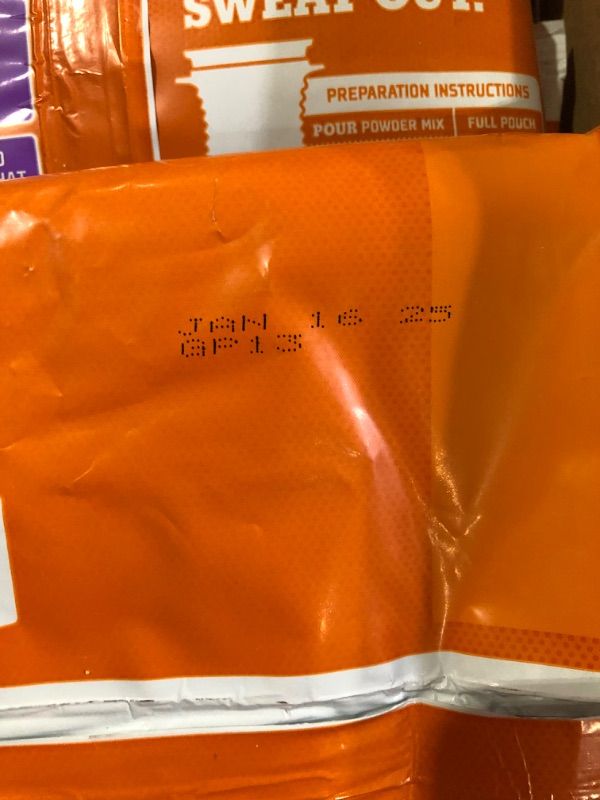 SWEAT OUT.
PREPARATION INSTRUCTIONS
POUR POWDER MIX
FULL POUCH
JAN 16 25
GP13